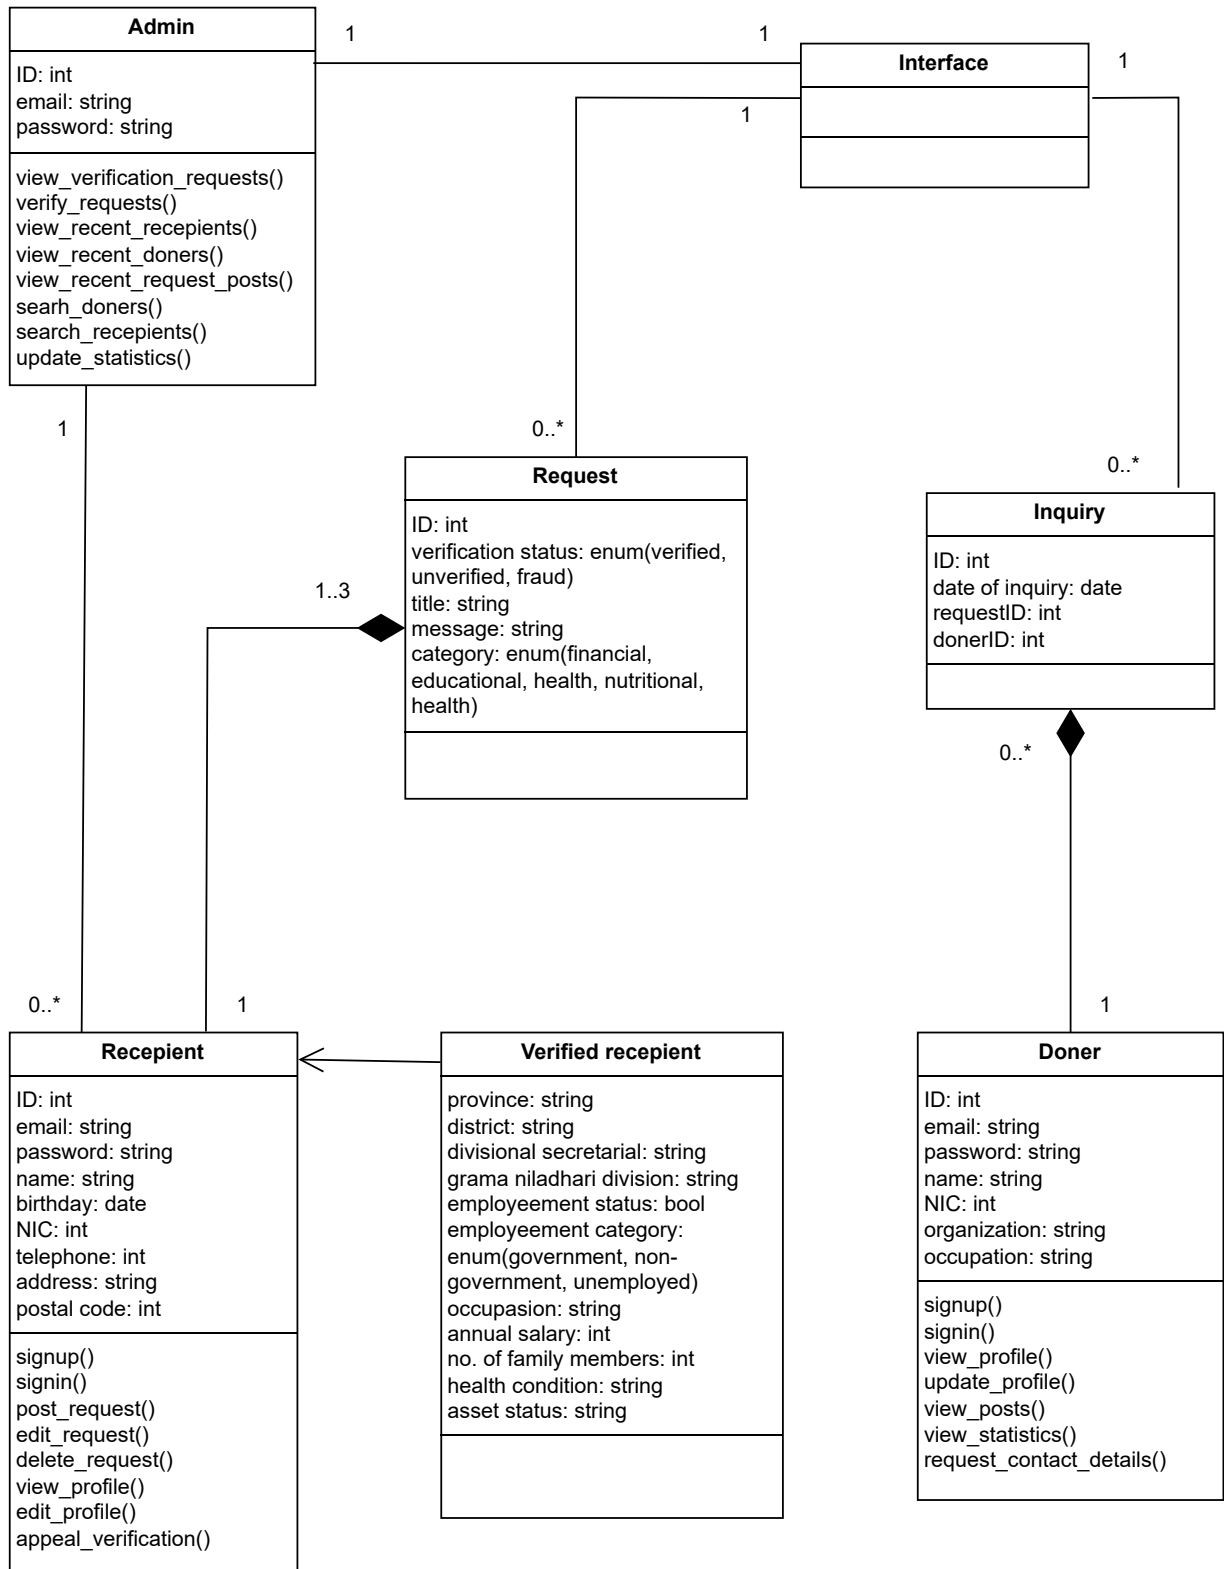 Admin
ID: int
email: string
password: string
view_verification_requests()
verify_requests()
view_recent_recepients()
view_recent_doners()
view_recent_request_posts()
searh_doners()
search_recepients()
update_statistics()
1
1
Interface
1
1
1
0..*
0..*
Request
ID: int
verification status: enum(verified,
unverified, fraud)
title: string
message: string
category: enum(financial,
educational, health, nutritional,
health)
1..3
Inquiry
ID: int
date of inquiry: date
requestID: int
donerID: int
0..*
0..*
1
1
Recepient
ID: int
email: string
password: string
name: string
birthday: date
NIC: int
telephone: int
address: string
postal code: int
signup()
signin()
post_request()
edit_request()
delete_request()
view_profile()
edit_profile()
appeal_verification()
Verified recepient
province: string
district: string
divisional secretarial: string
grama niladhari division: string
employeement status: bool
employeement category:
enum(government, non-
government, unemployed)
occupasion: string
annual salary: int
no. of family members: int
health condition: string
asset status: string
Doner
ID: int
email: string
password: string
name: string
NIC: int
organization: string
occupation: string
signup()
signin()
view_profile()
update_profile()
view_posts()
view_statistics()
request_contact_details()